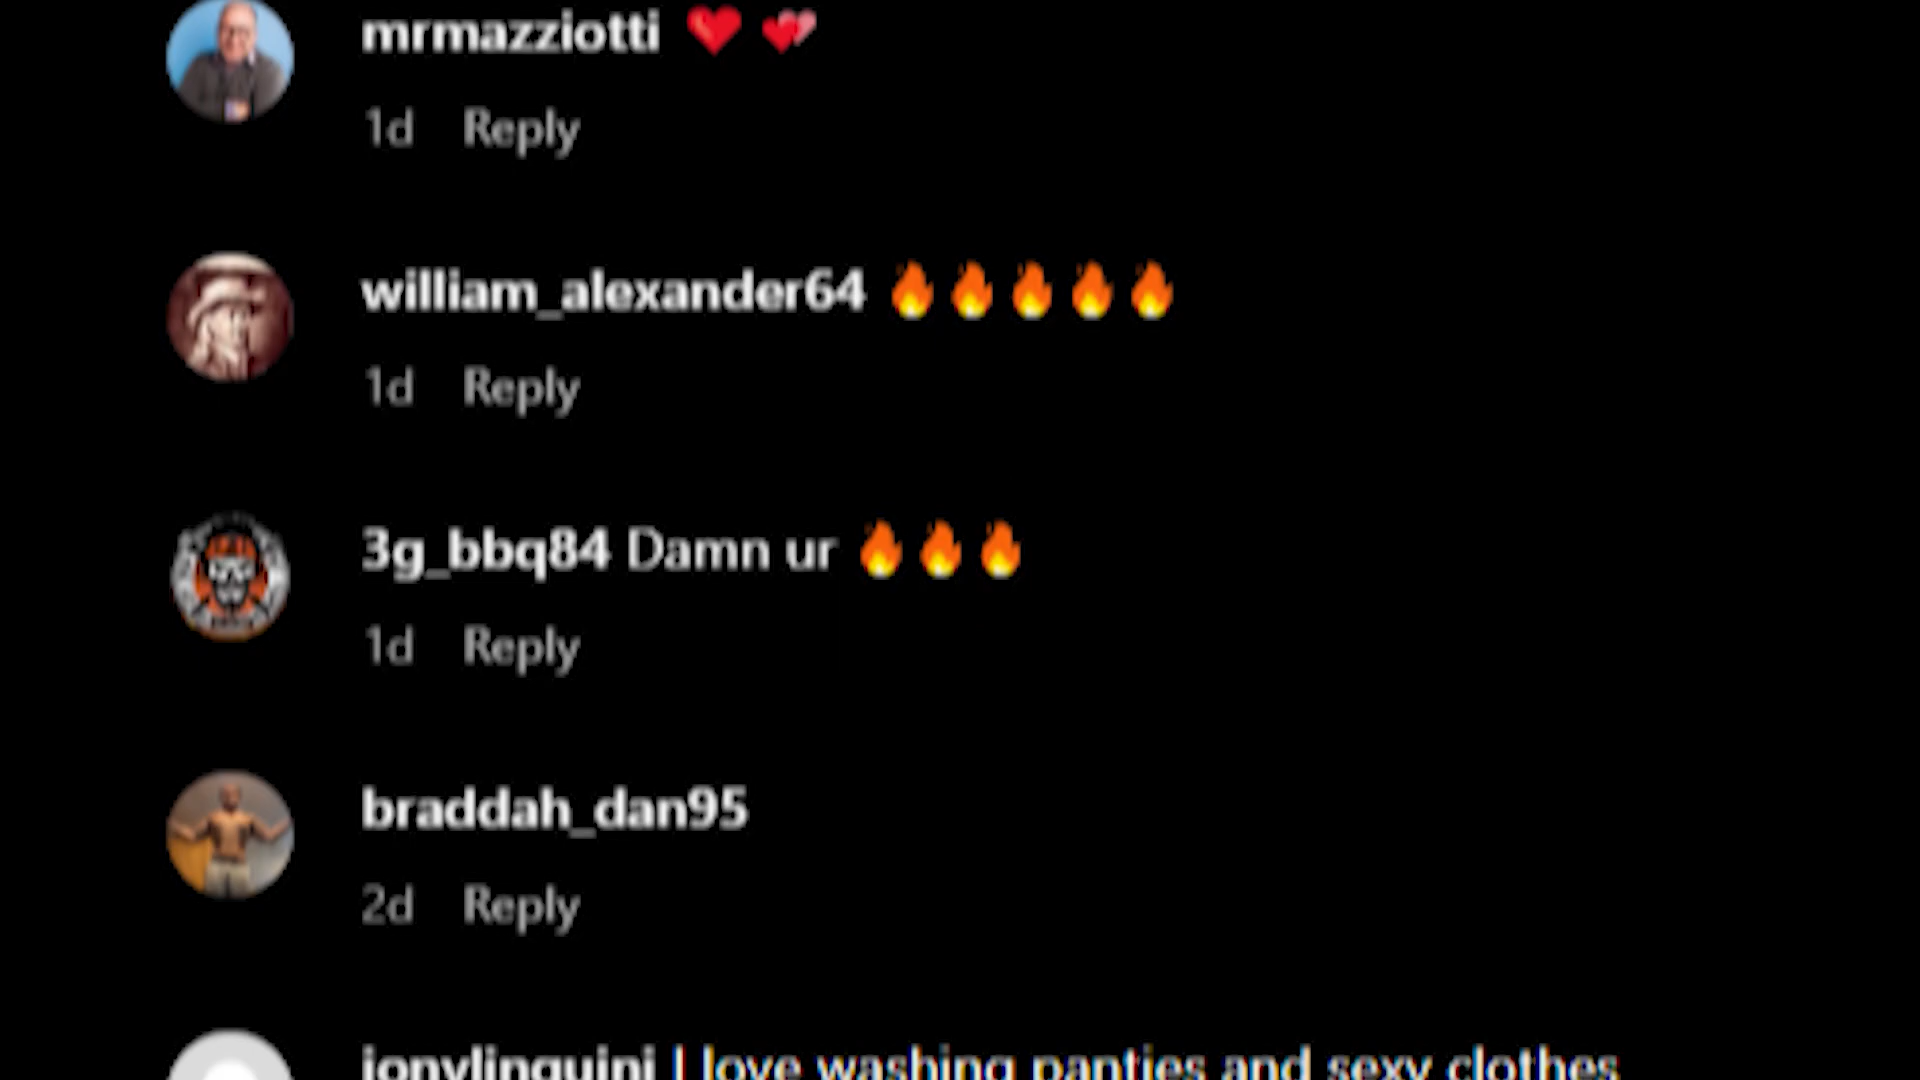 mrmazziotti ❤️ 💕
1d Reply
william_alexander64 🔥🔥🔥🔥🔥
1d Reply
3g_bbq84 Damn ur 🔥🔥🔥
1d Reply
braddah_dan95
2d Reply
jonylinguini I love washing panties and sexy clothes